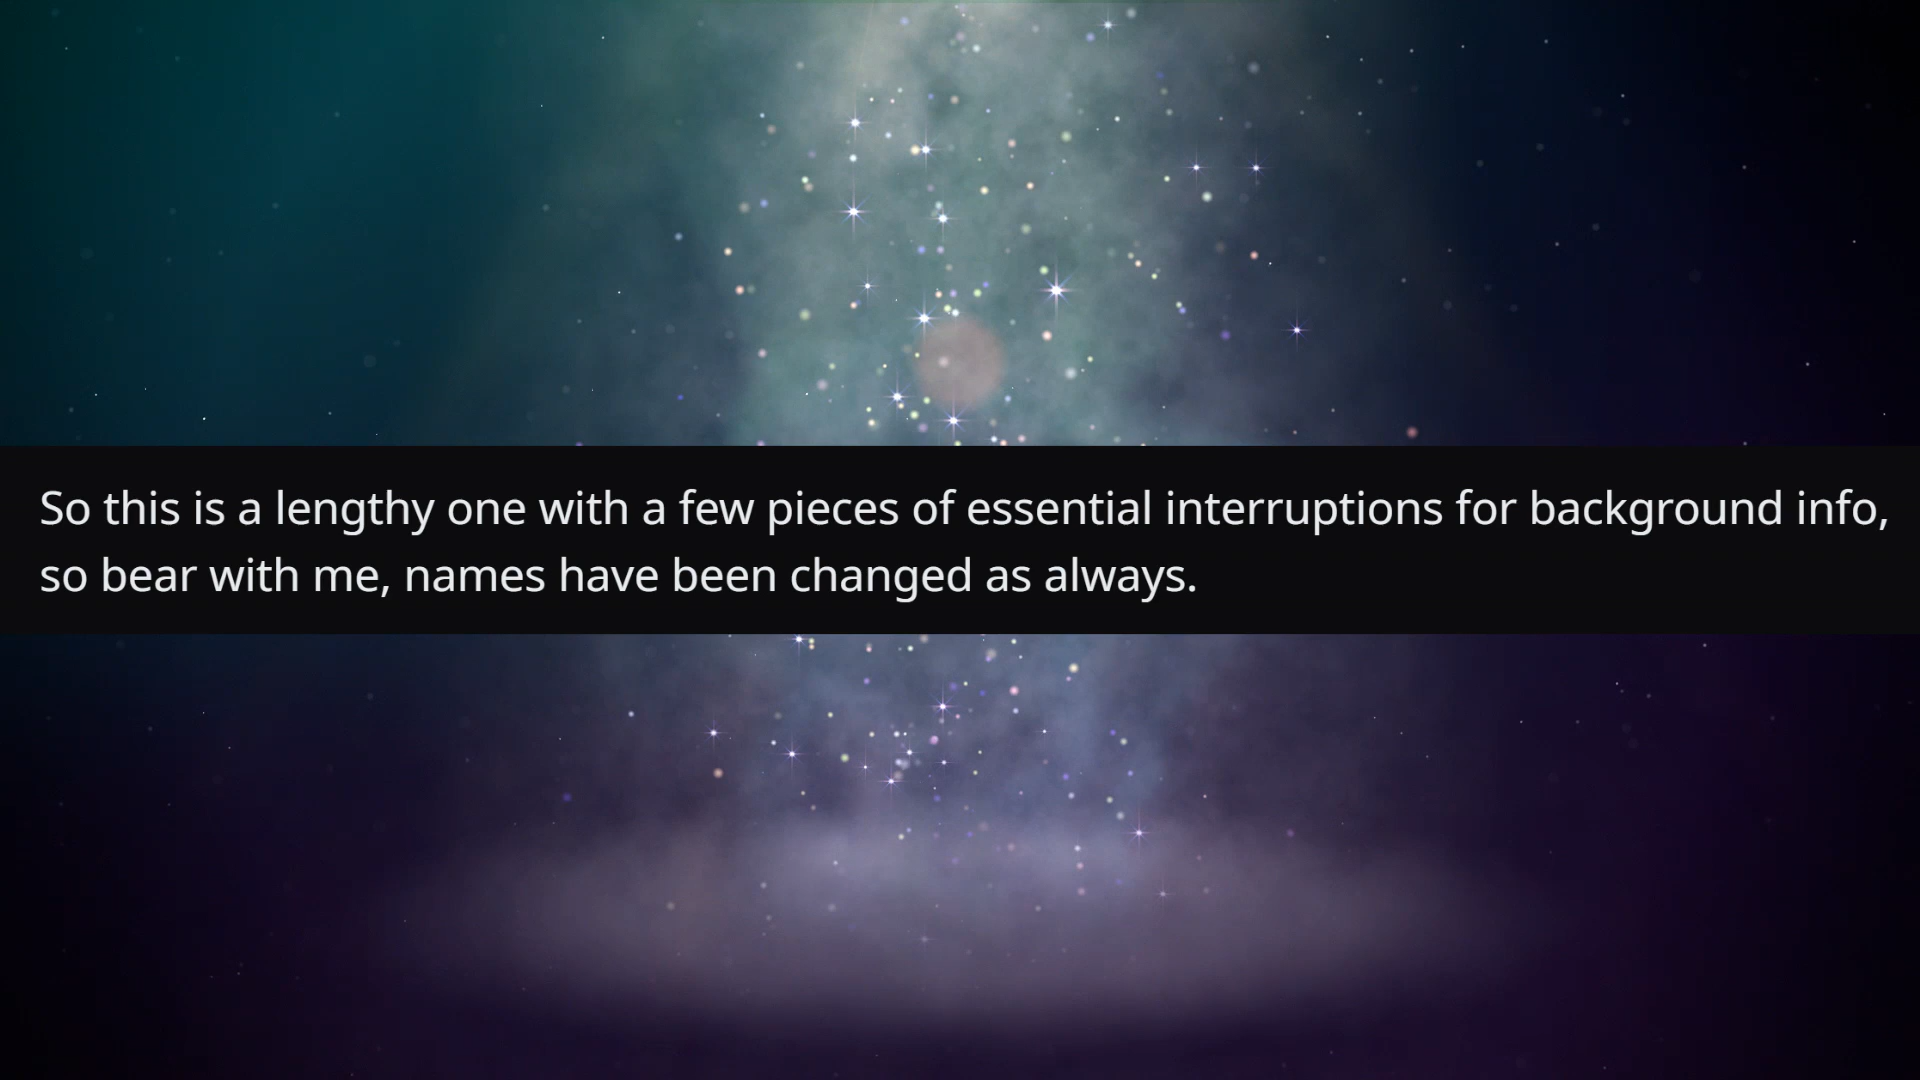 So this is a lengthy one with a few pieces of essential interruptions for background info,
so bear with me, names have been changed as always.